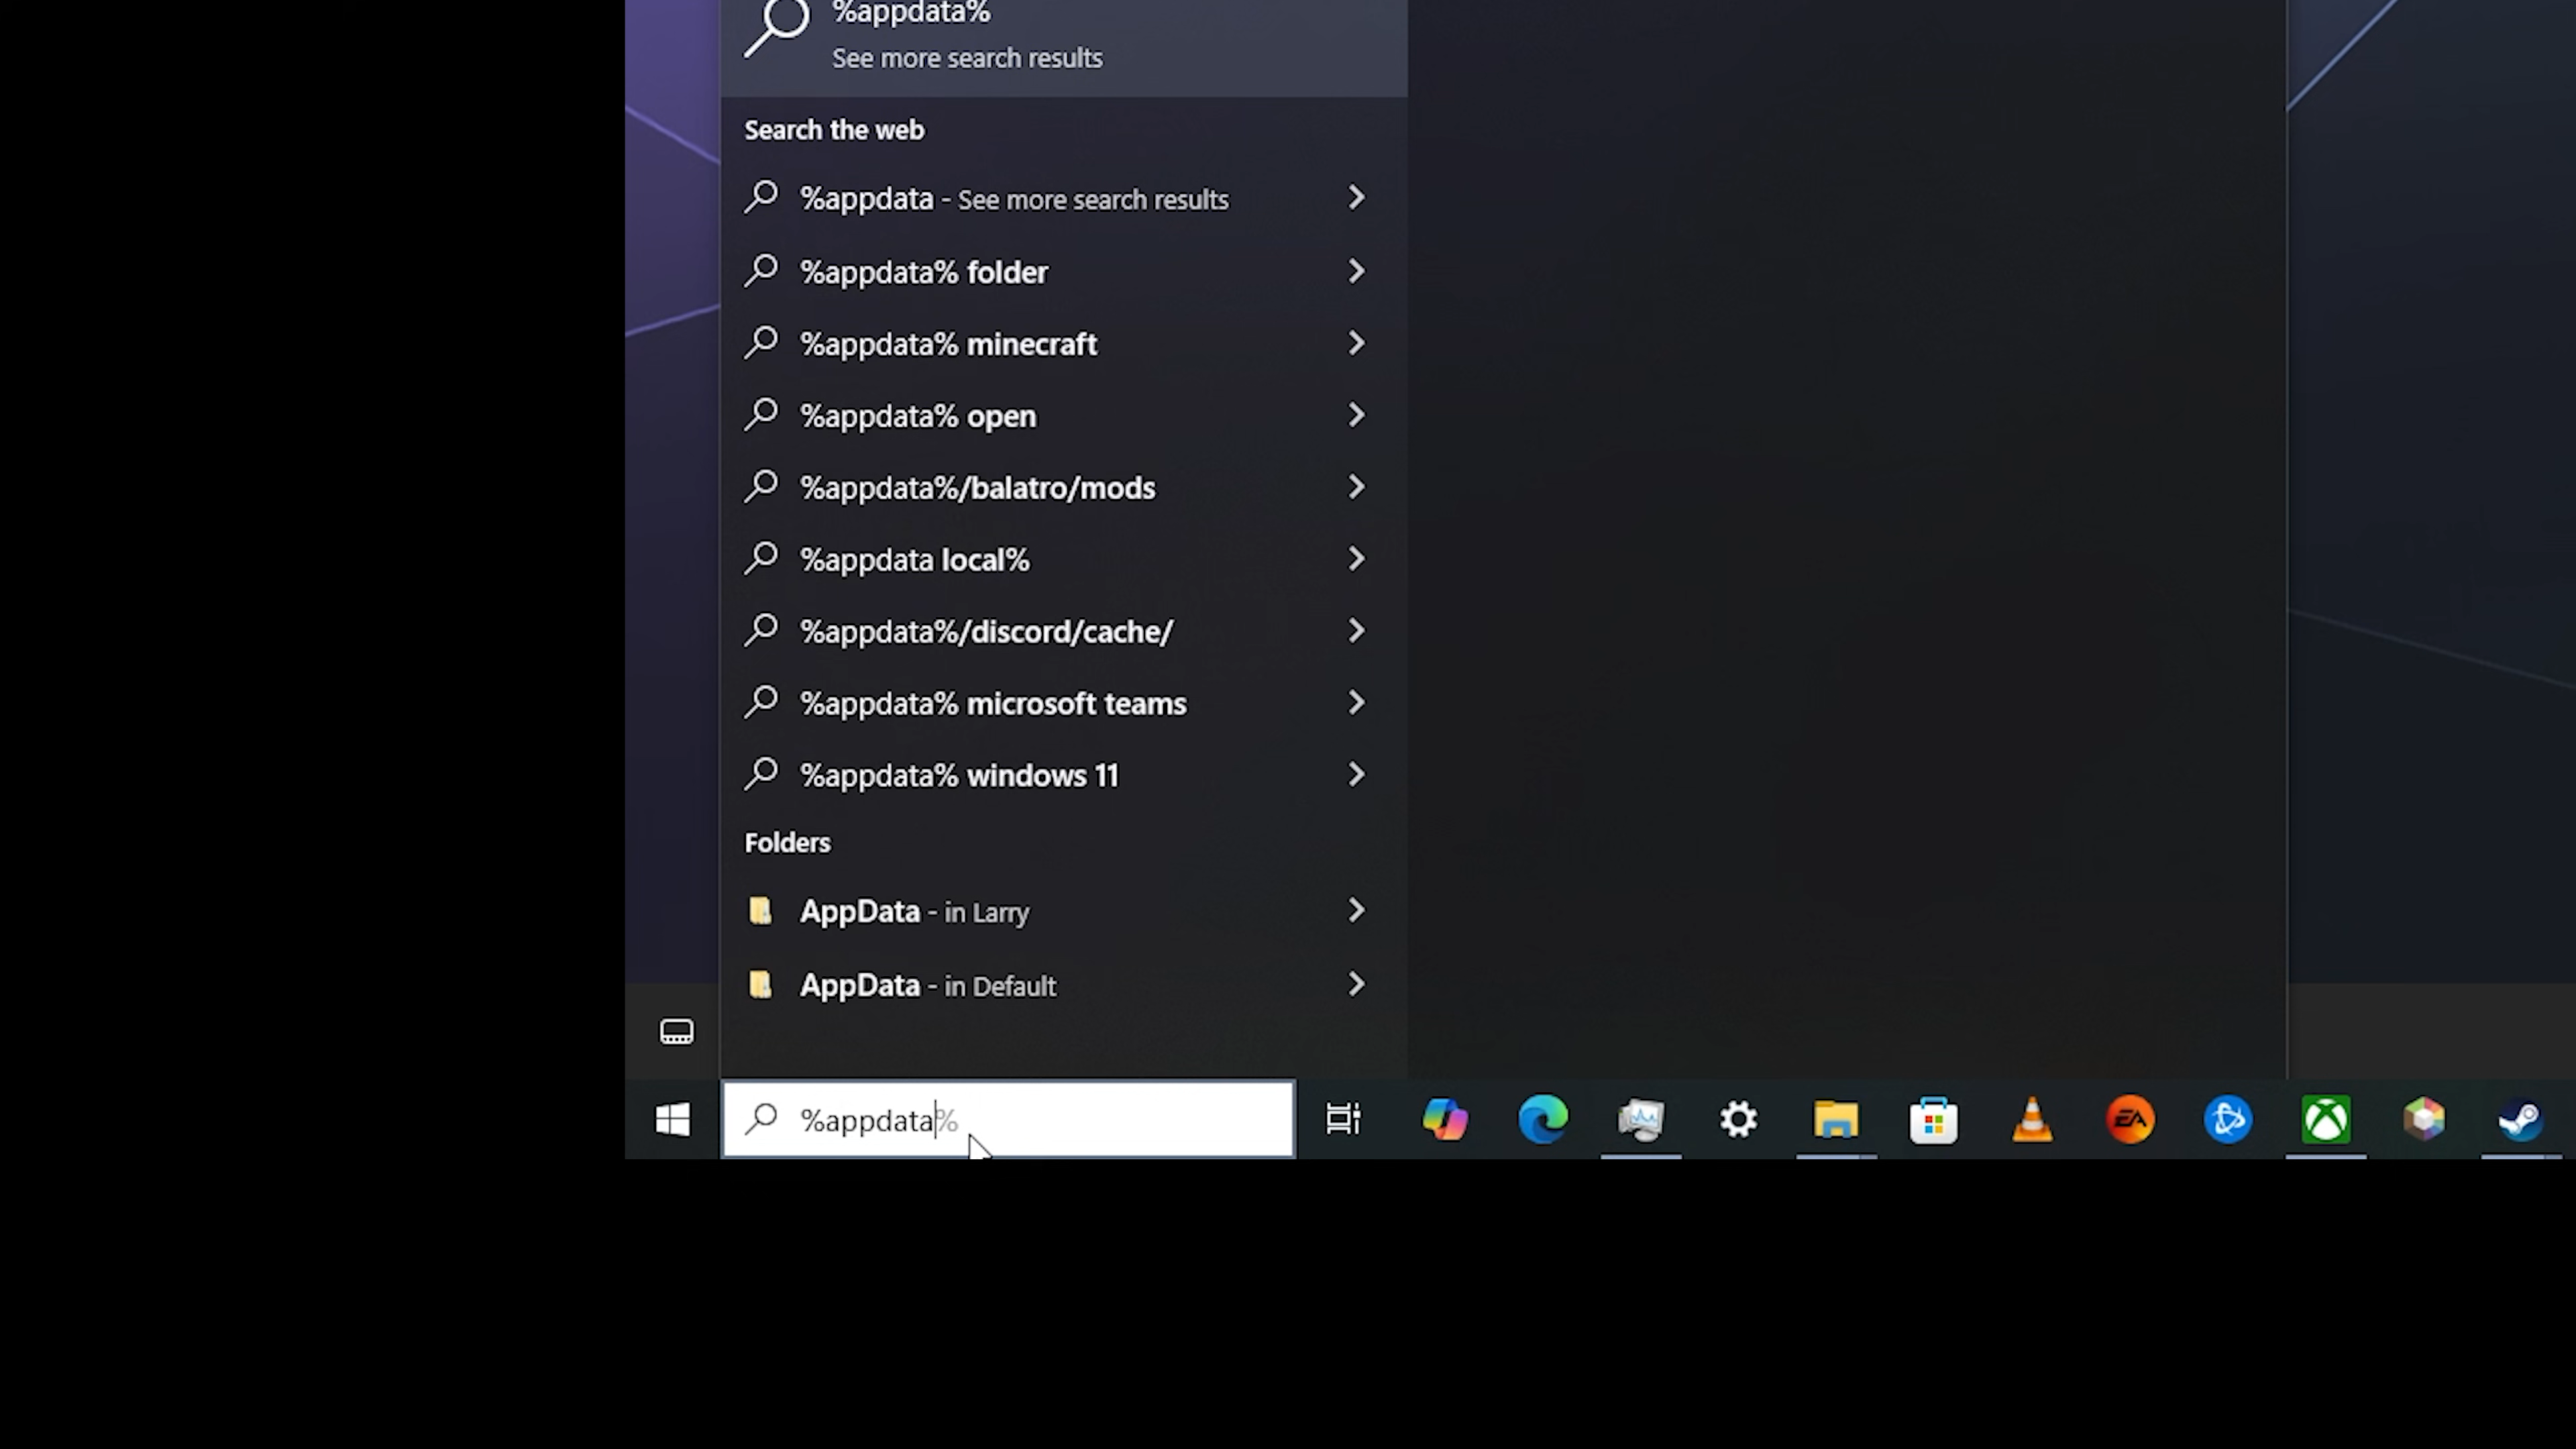 %appdata%
See more search results
Search the web
%appdata - See more search results
%appdata% folder
%appdata% minecraft
%appdata% open
%appdata%/balatro/mods
%appdata local%
%appdata%/discord/cache/
%appdata% microsoft teams
%appdata% windows 11
Folders
AppData - in Larry
AppData - in Default
%appdata%
EA